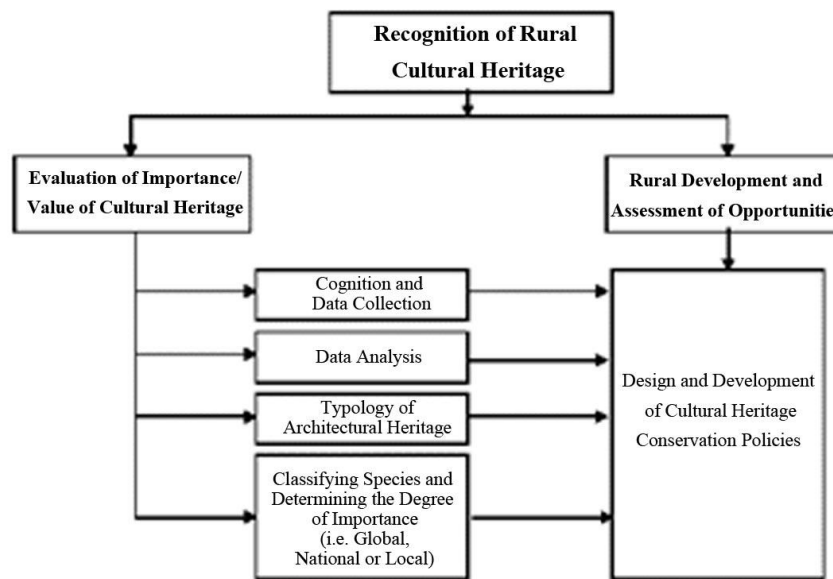 Recognition of Rural
Cultural Heritage
Evaluation of Importance/
Value of Cultural Heritage
Rural Development and
Assessment of Opportunitie
Cognition and
Data Collection
Data Analysis
Typology of
Architectural Heritage
Classifying Species and
Determining the Degree
of Importance
(i.e. Global,
National or Local)
Design and Development
of Cultural Heritage
Conservation Policies